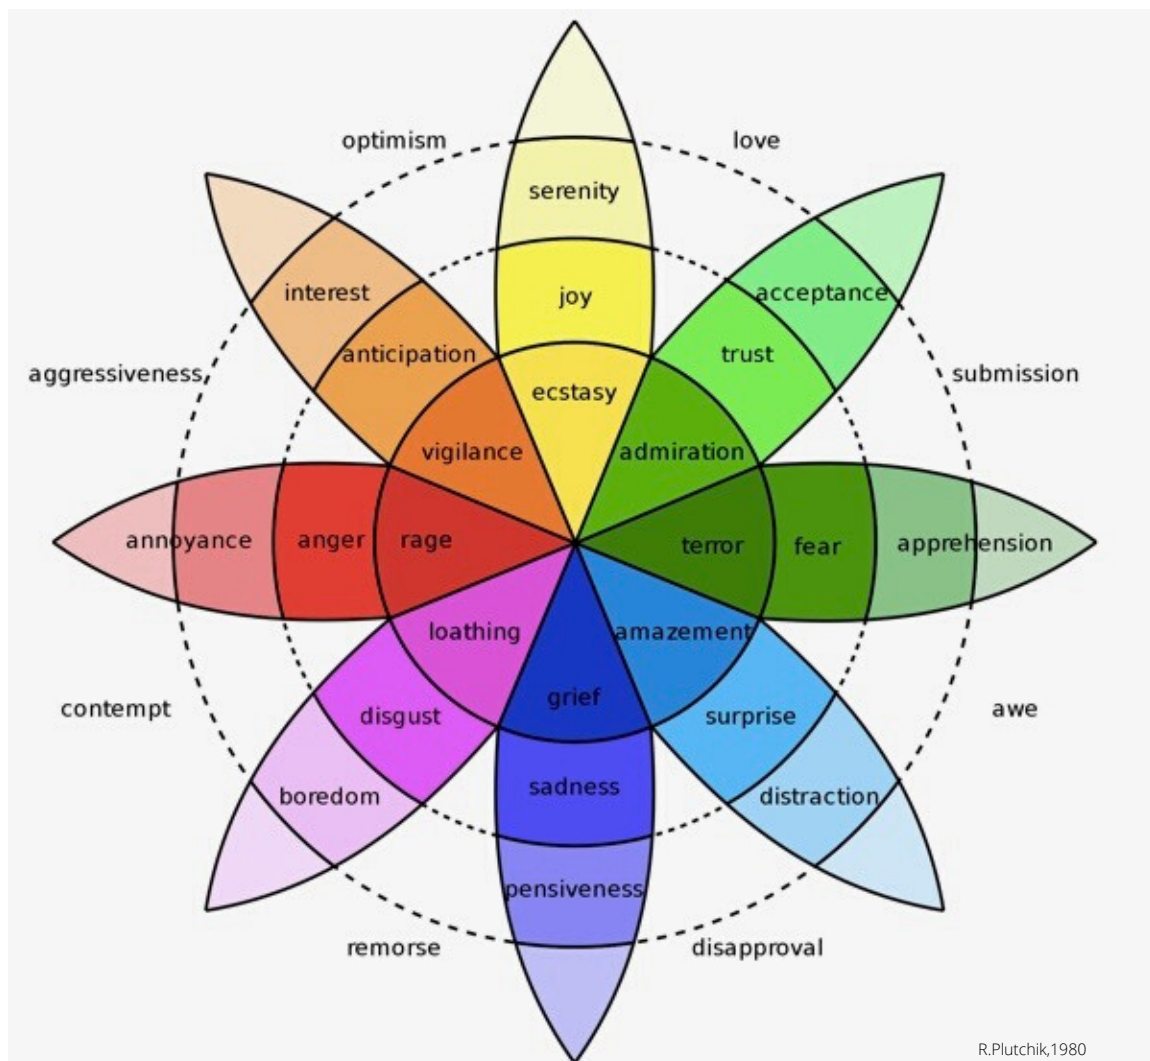 optimism
love
serenity
interest
acceptance
joy
anticipation
trust
aggressiveness
submission
ecstasy
vigilance
admiration
annoyance
anger
rage
terror
fear
apprehension
loathing
amazement
grief
contempt
disgust
surprise
awe
sadness
boredom
distraction
pensiveness
remorse
disapproval
R.Plutchik,1980